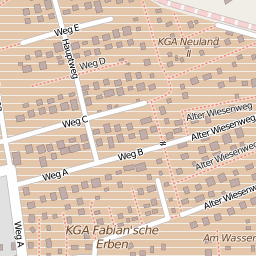 Weg E
Hauptweg
KGA Neuland
II
Weg D
Weg C
Alter Wiesenweg
Alter Wiesenweg
Weg B
Alter Wiesenweg
Weg A
Alter Wiesenweg
Weg A
KGA Fabian'sche
Erben
Am Wasser